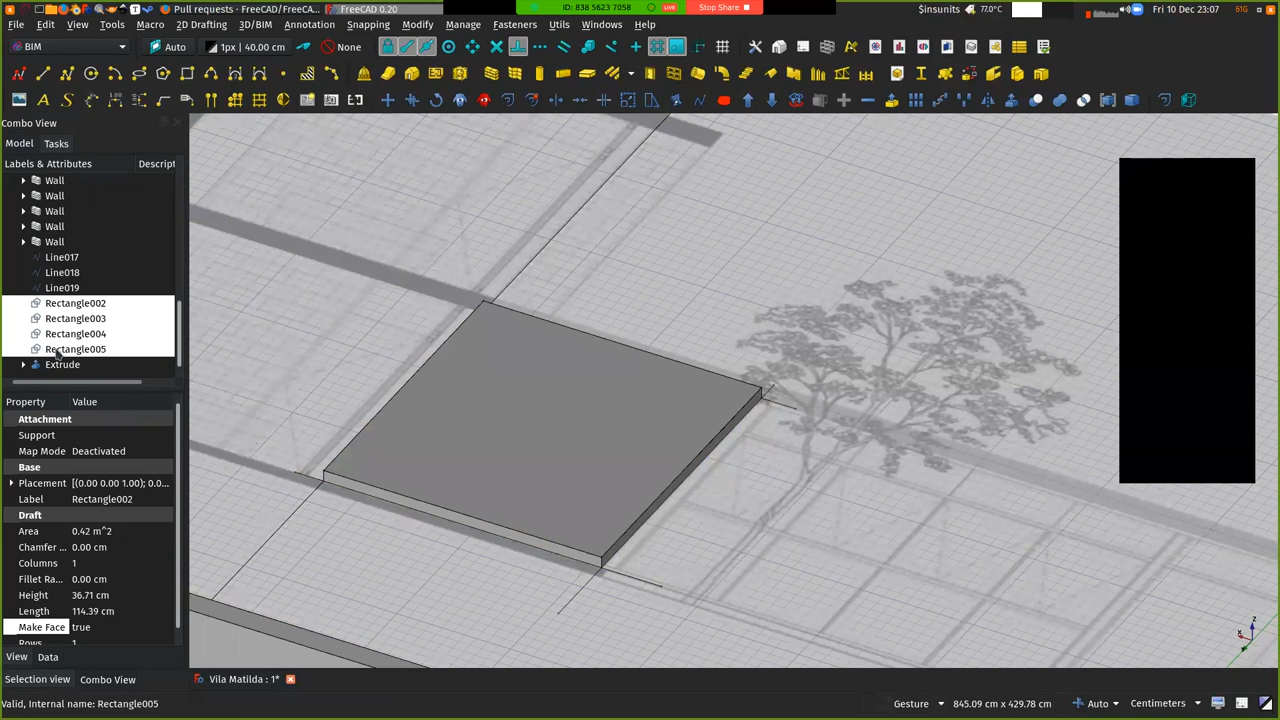 Pull requests · FreeCAD/FreeCA...
FreeCAD 0.20
ID: 838 5623 7058
LIVE
Stop Share
$insunits
77.0°C
Fri 10 Dec 23:07
61G
File Edit View Tools Macro 2D Drafting 3D/BIM Annotation Snapping Modify Manage Fasteners Utils Windows Help
BIM
Auto
1px | 40.00 cm
None
Combo View
Model Tasks
Labels & Attributes Descript
Wall
Wall
Wall
Wall
Wall
Line017
Line018
Line019
Rectangle002
Rectangle003
Rectangle004
Rectangle005
Extrude
Property Value
Attachment
Support
Map Mode Deactivated
Base
Placement [(0.00 0.00 1.00); 0.0...
Label Rectangle002
Draft
Area 0.42 m^2
Chamfer ... 0.00 cm
Columns 1
Fillet Ra... 0.00 cm
Height 36.71 cm
Length 114.39 cm
Make Face true
Rows 1
View Data
Selection view Combo View
Vila Matilda : 1*
Valid, Internal name: Rectangle005
Gesture
845.09 cm x 429.78 cm
Auto
Centimeters